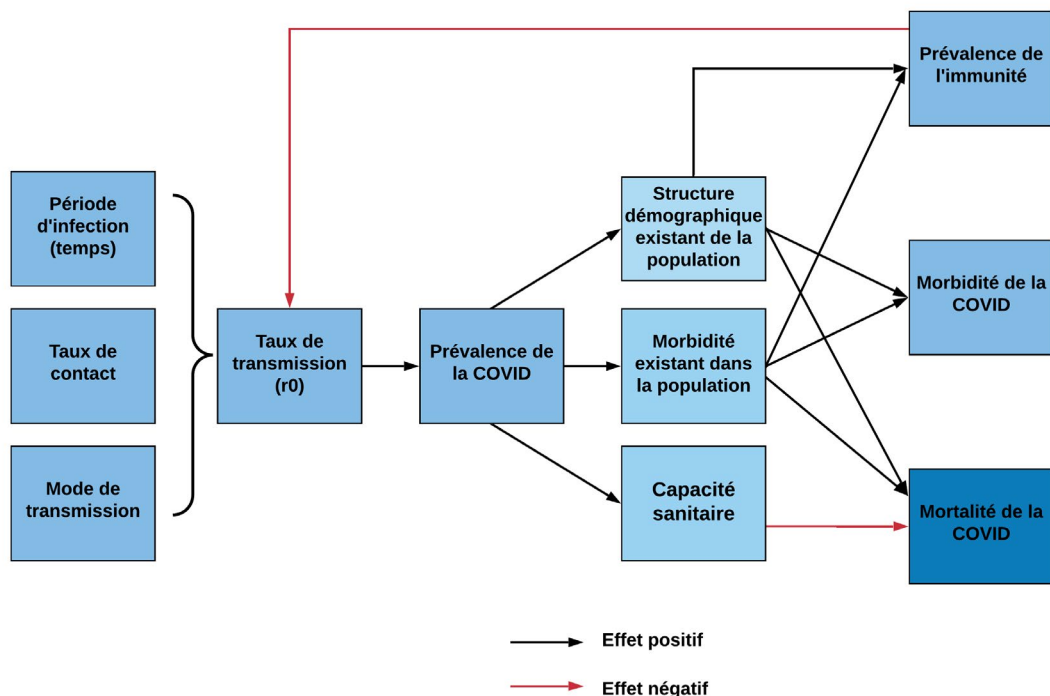 Prévalence de
l'immunité
Période
d'infection
(temps)
Structure
démographique
existant de la
population
Morbidité de la
COVID
Taux de
contact
Taux de
transmission
(r0)
Prévalence de
la COVID
Morbidité
existant dans
la population
Mode de
transmission
Capacité
sanitaire
Mortalité de la
COVID
Effet positif
Effet négatif